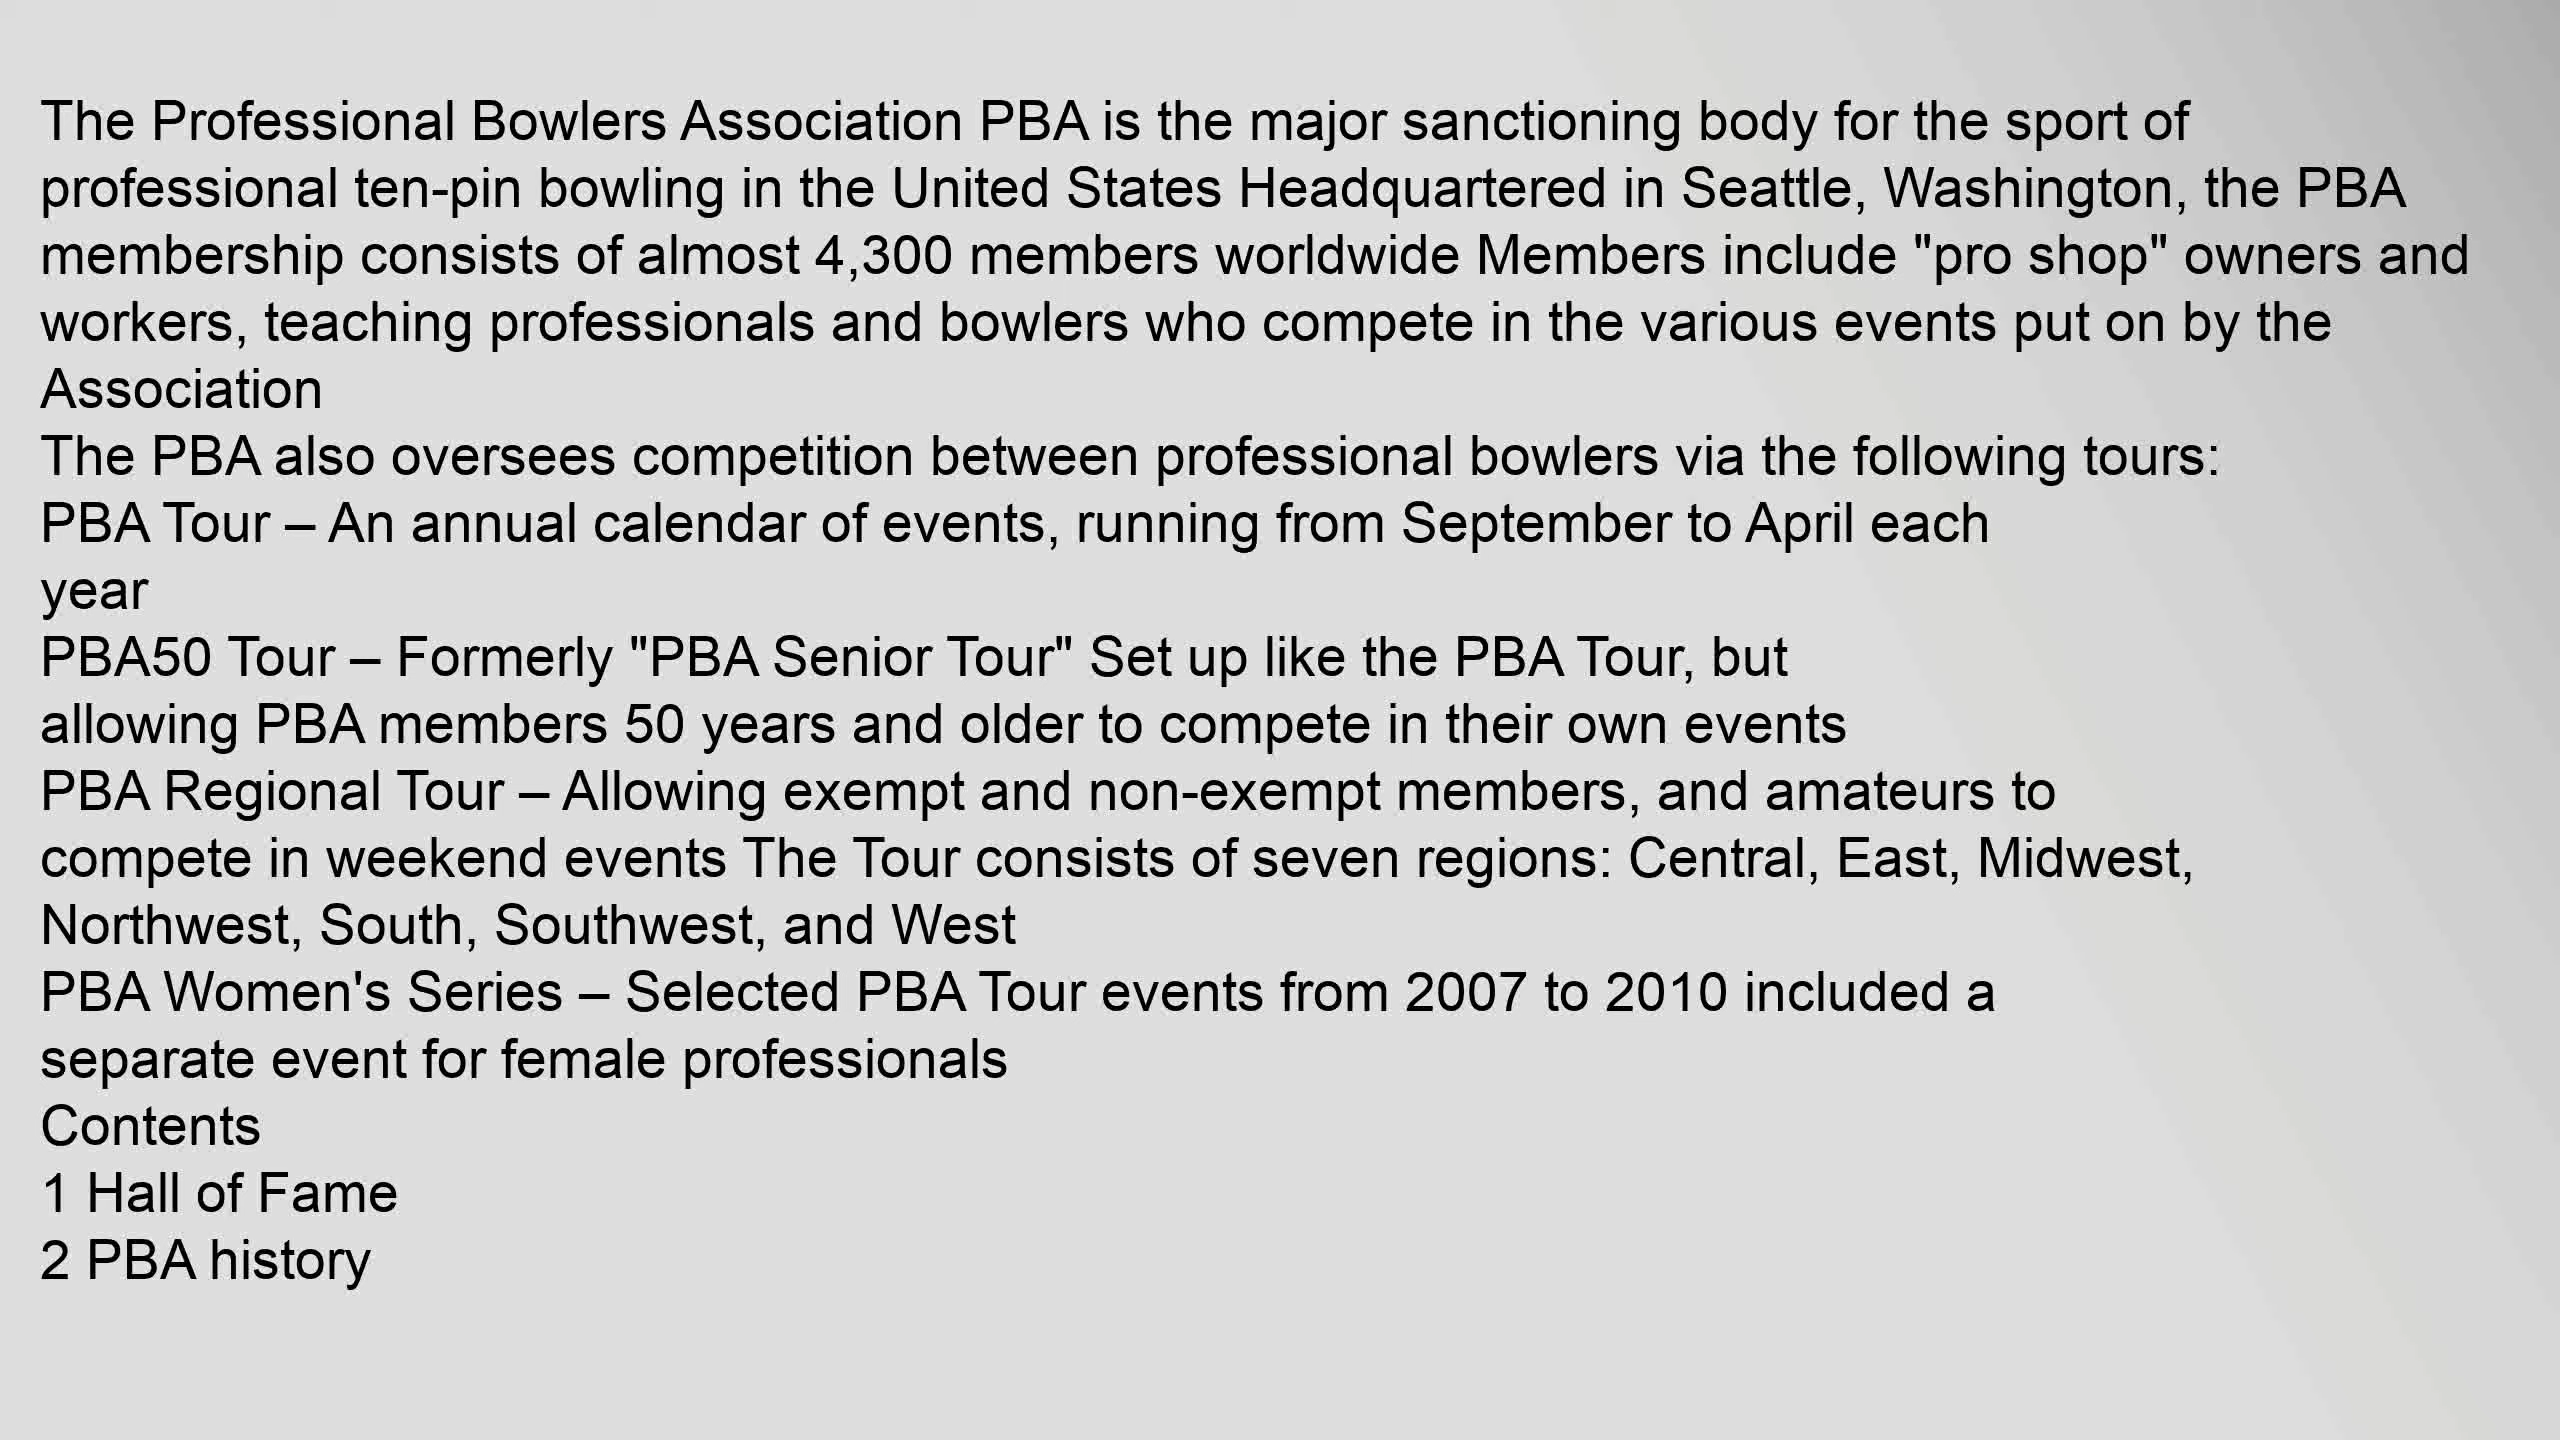 The Professional Bowlers Association PBA is the major sanctioning body for the sport of
professional ten-pin bowling in the United States Headquartered in Seattle, Washington, the PBA
membership consists of almost 4,300 members worldwide Members include "pro shop" owners and
workers, teaching professionals and bowlers who compete in the various events put on by the
Association
The PBA also oversees competition between professional bowlers via the following tours:
PBA Tour – An annual calendar of events, running from September to April each
year
PBA50 Tour – Formerly "PBA Senior Tour" Set up like the PBA Tour, but
allowing PBA members 50 years and older to compete in their own events
PBA Regional Tour – Allowing exempt and non-exempt members, and amateurs to
compete in weekend events The Tour consists of seven regions: Central, East, Midwest,
Northwest, South, Southwest, and West
PBA Women's Series – Selected PBA Tour events from 2007 to 2010 included a
separate event for female professionals
Contents
1 Hall of Fame
2 PBA history